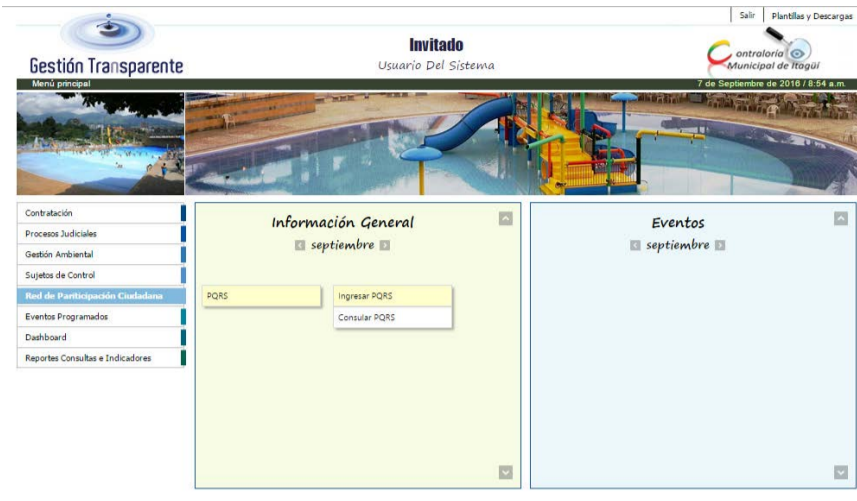 Salir Plantillas y Descargas
Gestión Transparente
Invitado
Usuario Del Sistema
Contraloría
Municipal de Itagüí
Menú principal
7 de Septiembre de 2016 / 8:54 a.m.
Contratación
Procesos Judiciales
Gestión Ambiental
Sujetos de Control
Red de Pariticipación Ciudadana
Eventos Programados
Dashboard
Reportes Consultas e Indicadores
Información General
septiembre
PQRS
Ingresar PQRS
Consular PQRS
Eventos
septiembre